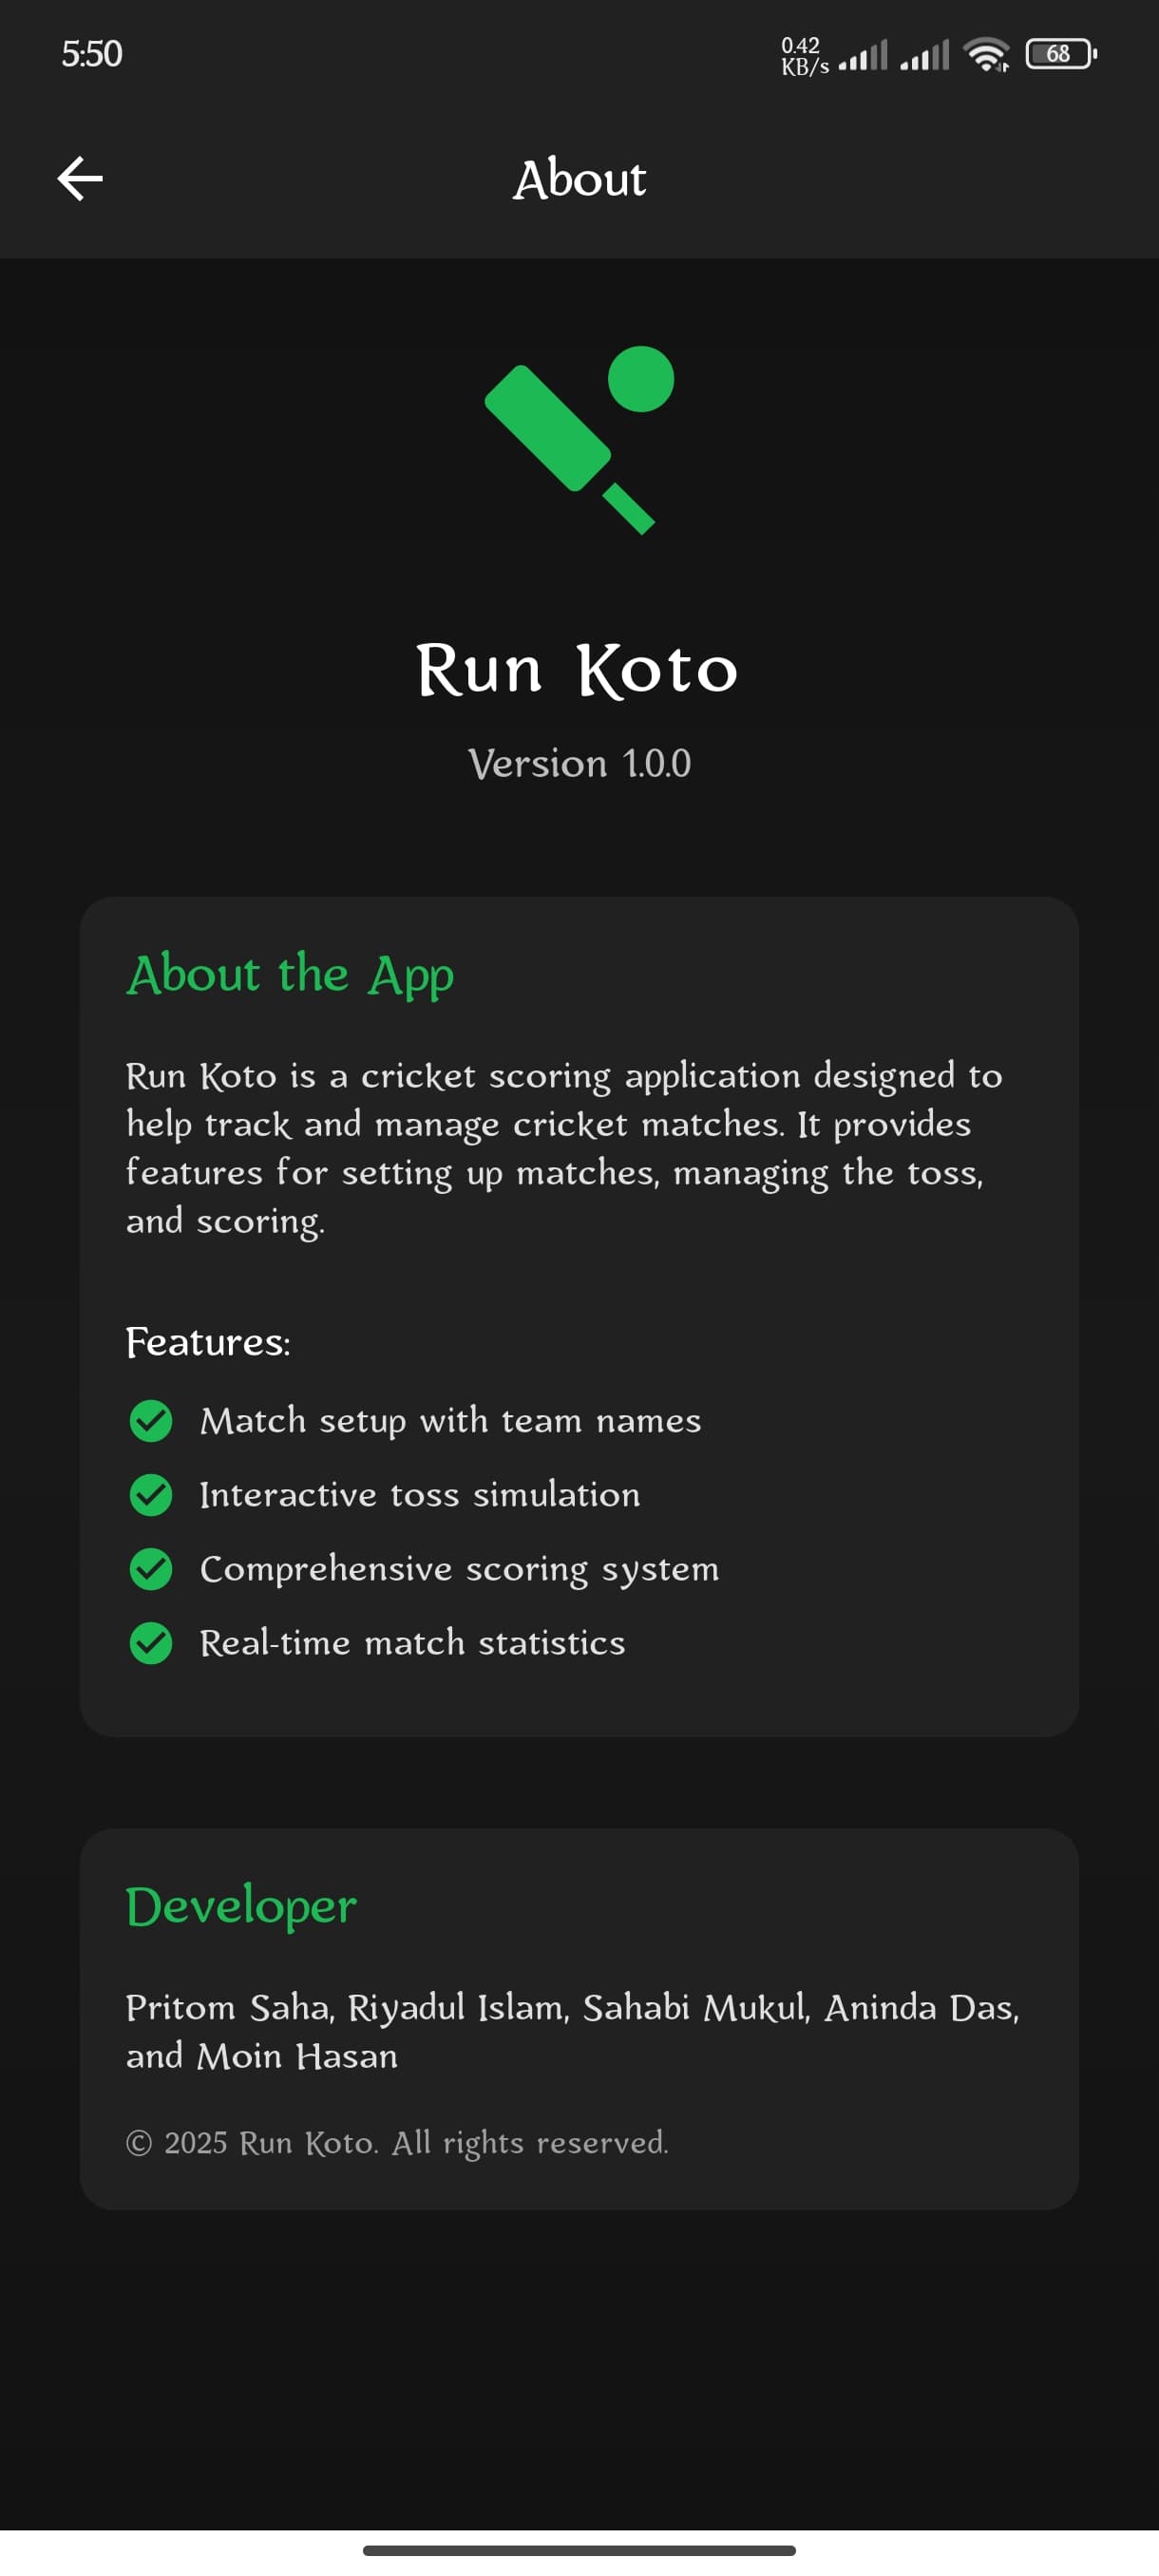 5:50
0.42
KB/s
68
About
Run Koto
Version 1.0.0
About the App
Run Koto is a cricket scoring application designed to
help track and manage cricket matches. It provides
features for setting up matches, managing the toss,
and scoring.
Features:
Match setup with team names
Interactive toss simulation
Comprehensive scoring system
Real-time match statistics
Developer
Pritom Saha, Riyadul Islam, Sahabi Mukul, Aninda Das,
and Moin Hasan
© 2025 Run Koto. All rights reserved.